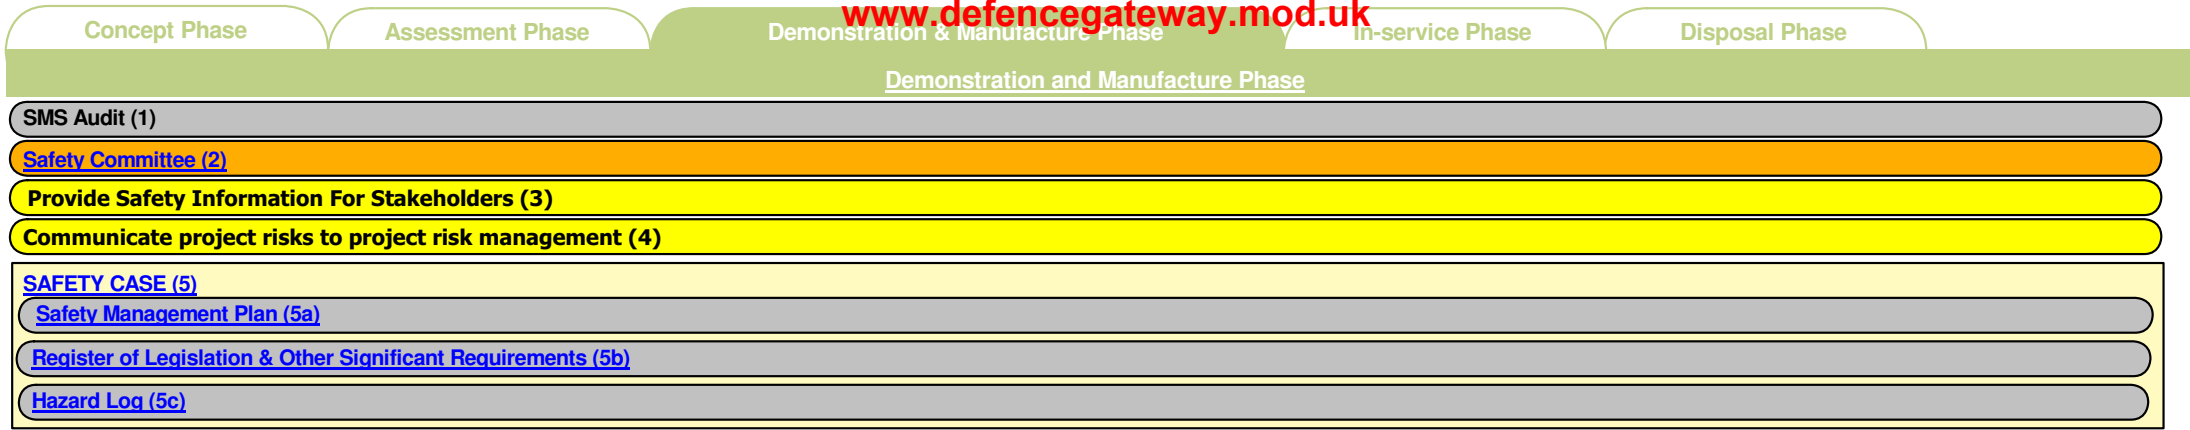 www.defencegateway.mod.uk
Concept Phase
Assessment Phase
Demonstration & Manufacture Phase
In-service Phase
Disposal Phase
Demonstration and Manufacture Phase
SMS Audit (1)
Safety Committee (2)
Provide Safety Information For Stakeholders (3)
Communicate project risks to project risk management (4)
SAFETY CASE (5)
Safety Management Plan (5a)
Register of Legislation & Other Significant Requirements (5b)
Hazard Log (5c)